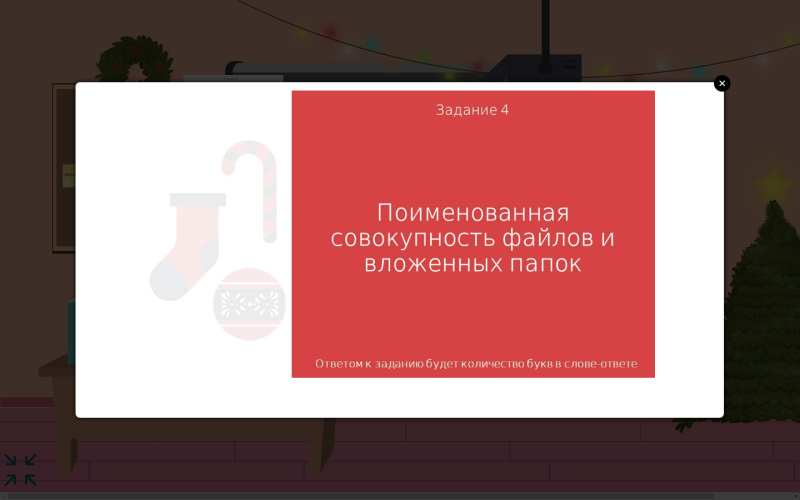 Задание 4
Поименованная
совокупность файлов и
вложенных папок
Ответом к заданию будет количество букв в слове-ответе